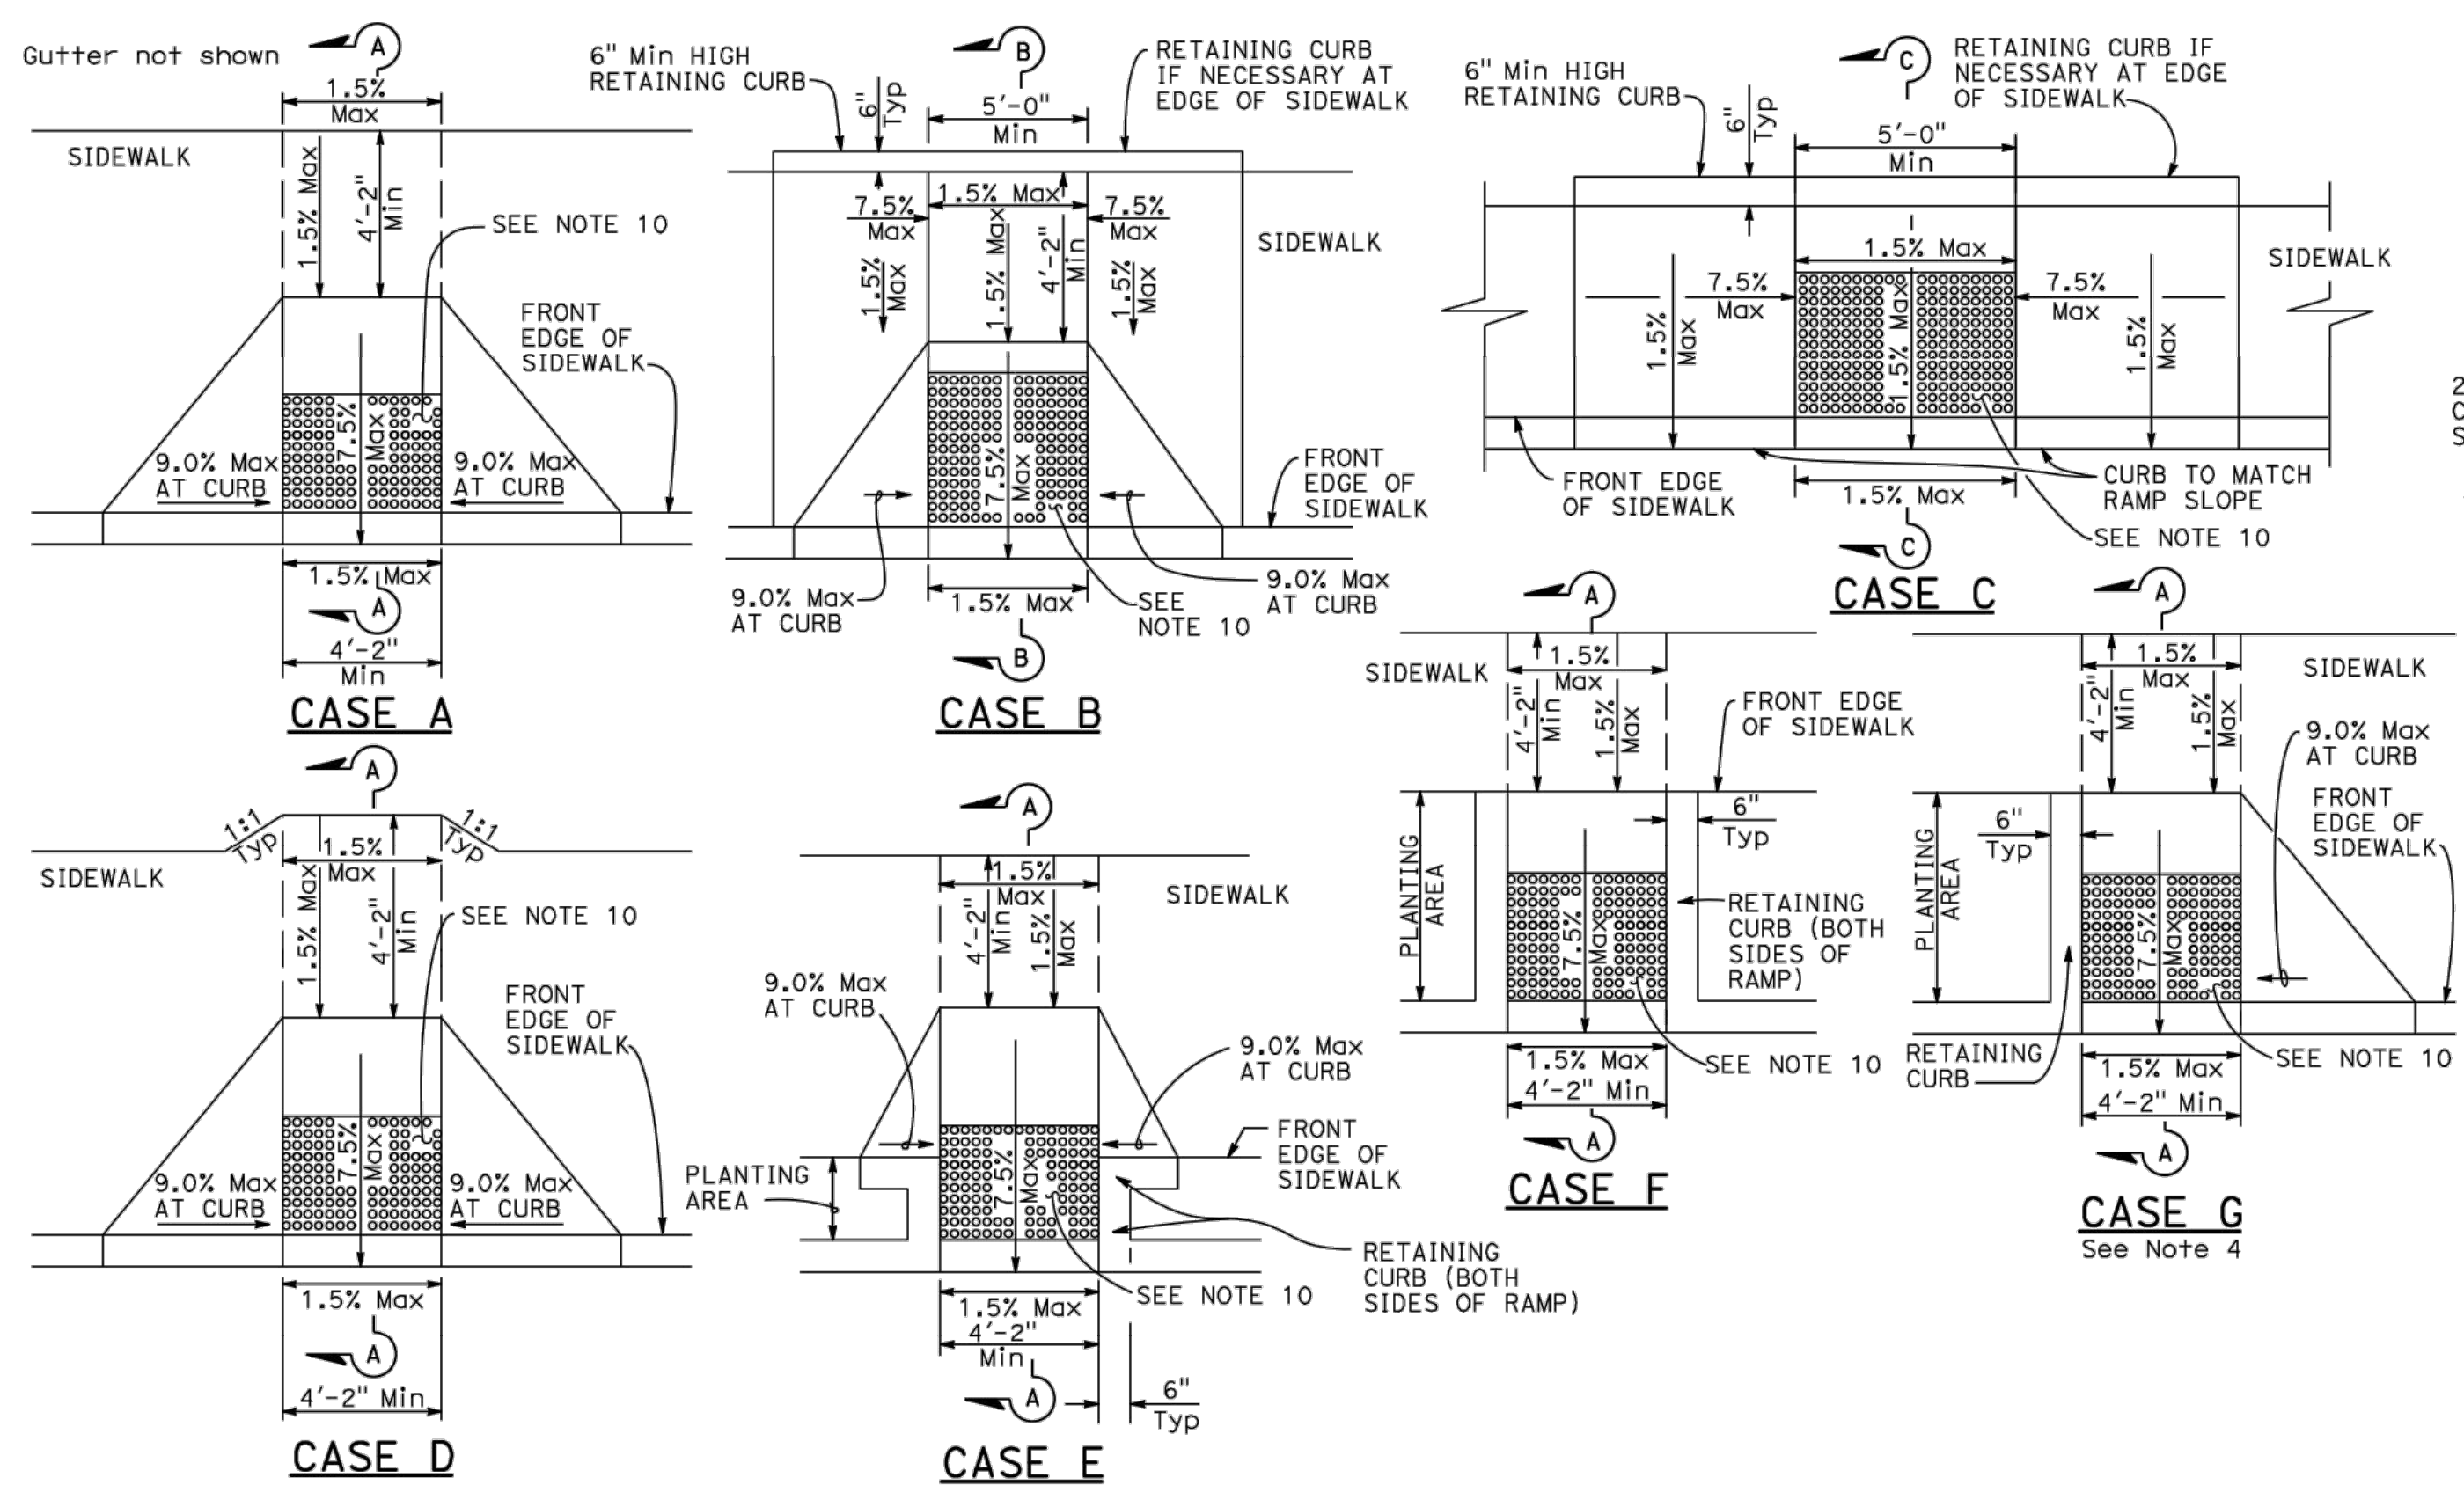 Gutter not shown
A
1.5%
Max
SIDEWALK
1.5% Max
4'-2"
Min
SEE NOTE 10
FRONT
EDGE OF
SIDEWALK
7.5%
Max
9.0% Max
AT CURB
9.0% Max
AT CURB
1.5% Max
A
4'-2"
Min
CASE A
B
6" Min HIGH
RETAINING CURB
6"
Typ
5'-0"
Min
RETAINING CURB
IF NECESSARY AT
EDGE OF SIDEWALK
1.5% Max
7.5%
Max
7.5%
Max
SIDEWALK
1.5%
Max
1.5% Max
4'-2"
Min
1.5%
Max
7.5%
Max
FRONT
EDGE OF
SIDEWALK
9.0% Max
AT CURB
1.5% Max
SEE
NOTE 10
9.0% Max
AT CURB
B
CASE B
C
6" Min HIGH
RETAINING CURB
6"
Typ
5'-0"
Min
RETAINING CURB IF
NECESSARY AT EDGE
OF SIDEWALK
1.5% Max
SIDEWALK
7.5%
Max
7.5%
Max
1.5%
Max
1.5% Max
1.5%
Max
FRONT EDGE
OF SIDEWALK
1.5% Max
CURB TO MATCH
RAMP SLOPE
SEE NOTE 10
C
CASE C
2
C
S
A
1:1
Typ
1:1
Typ
1.5%
Max
SIDEWALK
1.5% Max
4'-2"
Min
SEE NOTE 10
FRONT
EDGE OF
SIDEWALK
7.5%
Max
9.0% Max
AT CURB
9.0% Max
AT CURB
1.5% Max
A
4'-2" Min
CASE D
A
1.5%
Max
SIDEWALK
4'-2"
Min
1.5%
Max
9.0% Max
AT CURB
9.0% Max
AT CURB
7.5%
Max
PLANTING
AREA
FRONT
EDGE OF
SIDEWALK
RETAINING
CURB (BOTH
SIDES OF RAMP)
SEE NOTE 10
1.5% Max
4'-2"
Min
A
6"
Typ
CASE E
A
SIDEWALK
1.5%
Max
4'-2"
Min
1.5%
Max
FRONT EDGE
OF SIDEWALK
6"
Typ
PLANTING
AREA
7.5%
Max
RETAINING
CURB (BOTH
SIDES OF
RAMP)
SEE NOTE 10
1.5% Max
4'-2" Min
A
CASE F
A
1.5%
Max
SIDEWALK
4'-2"
Min
1.5%
Max
9.0% Max
AT CURB
FRONT
EDGE OF
SIDEWALK
6"
Typ
PLANTING
AREA
7.5%
Max
RETAINING
CURB
SEE NOTE 10
1.5% Max
4'-2" Min
A
CASE G
See Note 4